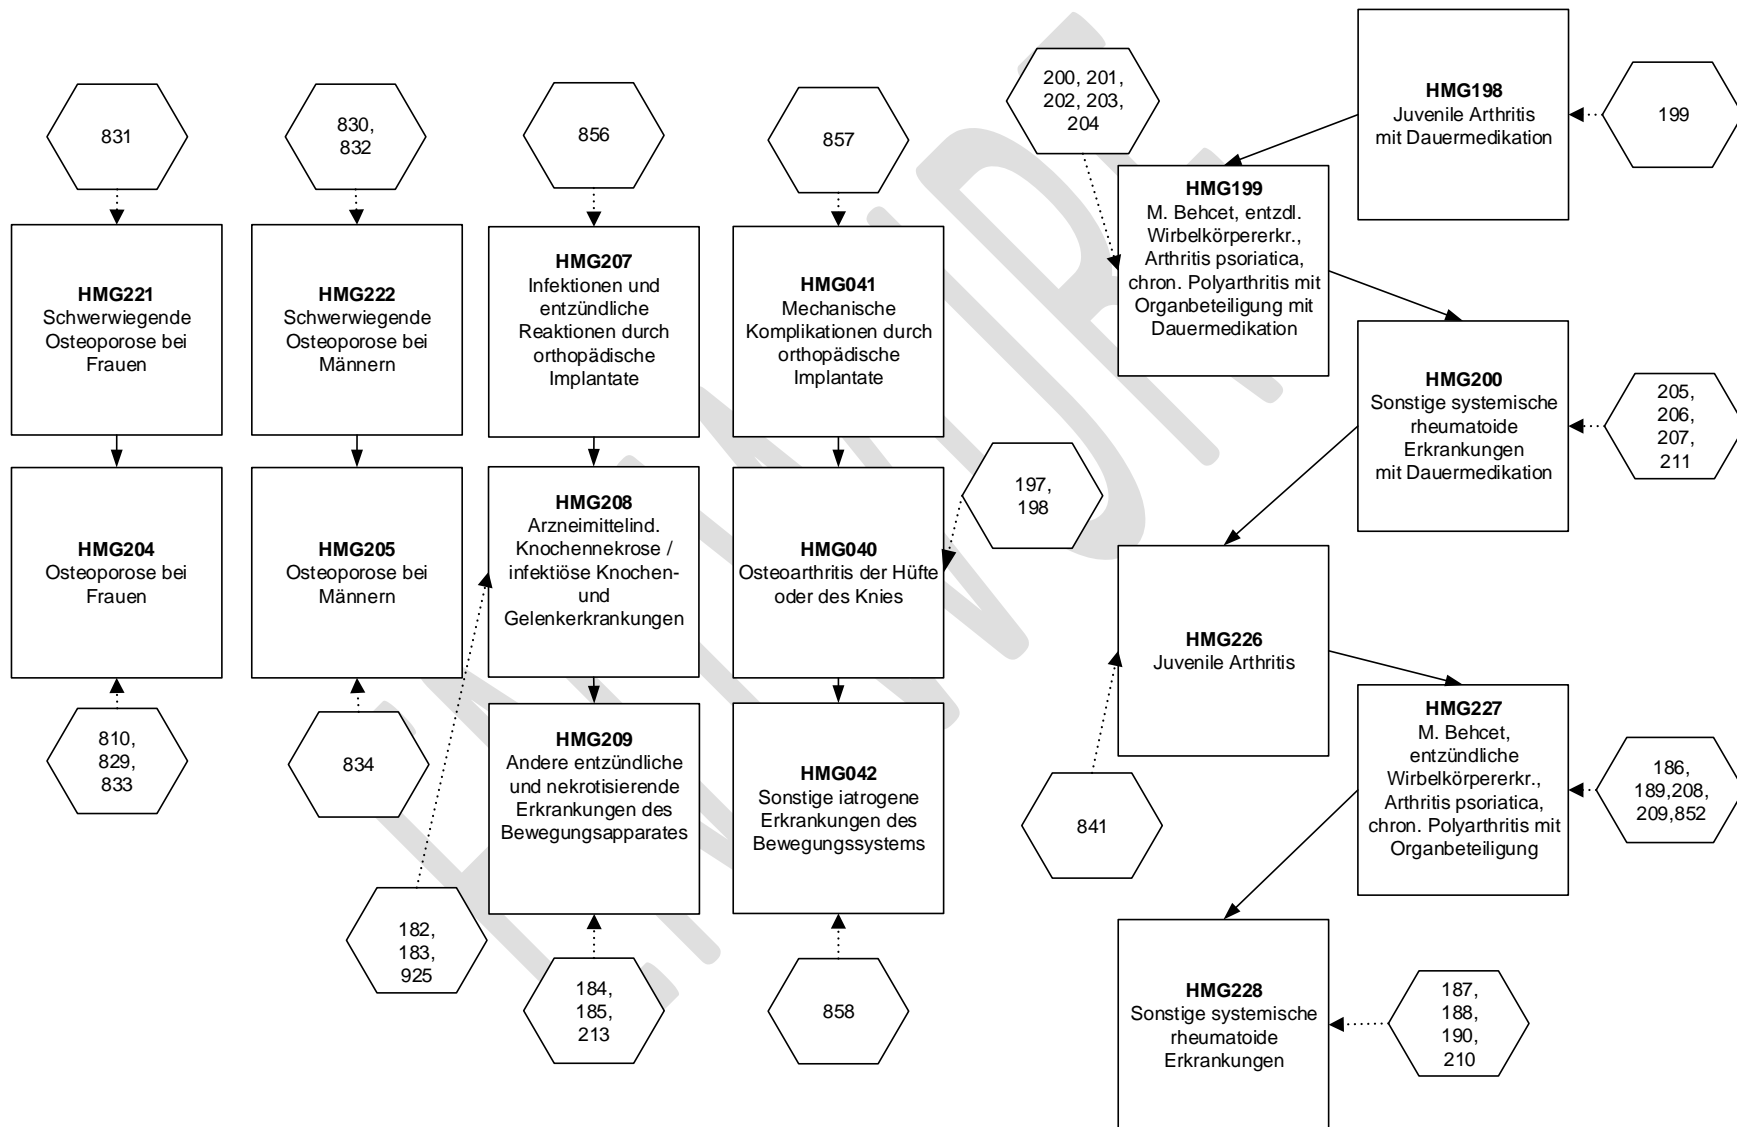 831
HMG221
Schwerwiegende
Osteoporose bei
Frauen
HMG204
Osteoporose bei
Frauen
810,
829,
833
830,
832
HMG222
Schwerwiegende
Osteoporose bei
Männern
HMG205
Osteoporose bei
Männern
834
856
HMG207
Infektionen und
entzündliche
Reaktionen durch
orthopädische
Implantate
HMG208
Arzneimittelind.
Knochennekrose /
infektiöse Knochen-
und
Gelenkerkrankungen
182,
183,
925
HMG209
Andere entzündliche
und nekrotisierende
Erkrankungen des
Bewegungsapparates
184,
185,
213
857
HMG041
Mechanische
Komplikationen durch
orthopädische
Implantate
197,
198
HMG040
Osteoarthritis der Hüfte
oder des Knies
HMG042
Sonstige iatrogene
Erkrankungen des
Bewegungssystems
858
HMG198
Juvenile Arthritis
mit Dauermedikation
199
200, 201,
202, 203,
204
HMG199
M. Behcet, entzdl.
Wirbelkörpererkr.,
Arthritis psoriatica,
chron. Polyarthritis mit
Organbeteiligung mit
Dauermedikation
HMG200
Sonstige systemische
rheumatoide
Erkrankungen
mit Dauermedikation
205,
206,
207,
211
HMG226
Juvenile Arthritis
841
HMG227
M. Behcet,
entzündliche
Wirbelkörpererkr.,
Arthritis psoriatica,
chron. Polyarthritis mit
Organbeteiligung
186,
189,208,
209,852
HMG228
Sonstige systemische
rheumatoide
Erkrankungen
187,
188,
190,
210
ENTWURF